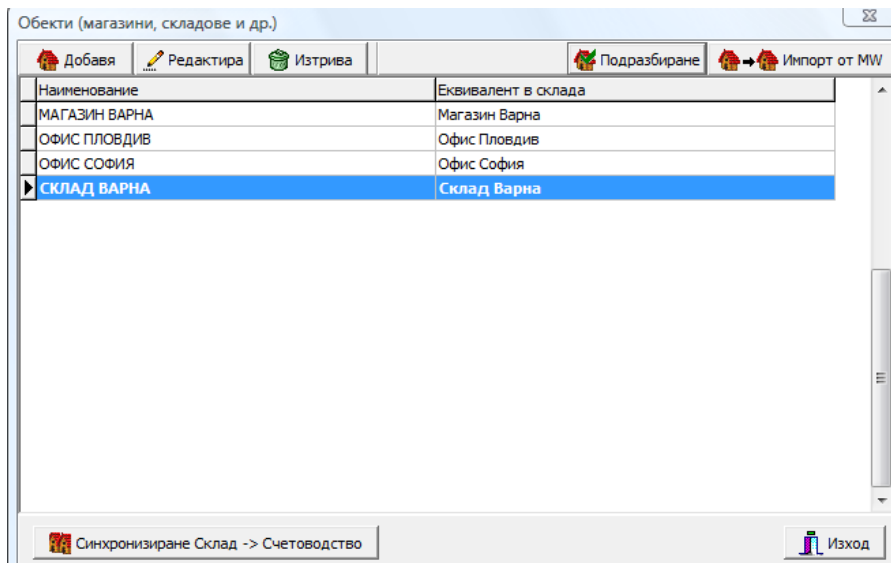 Обекти (магазини, складове и др.)
Добавя Редактира Изтрива Подразбиране Импорт от MW
Наименование Еквивалент в склада
МАГАЗИН ВАРНА Магазин Варна
ОФИС ПЛОВДИВ Офис Пловдив
ОФИС СОФИЯ Офис София
СКЛАД ВАРНА Склад Варна
Синхронизиране Склад -> Счетоводство Изход